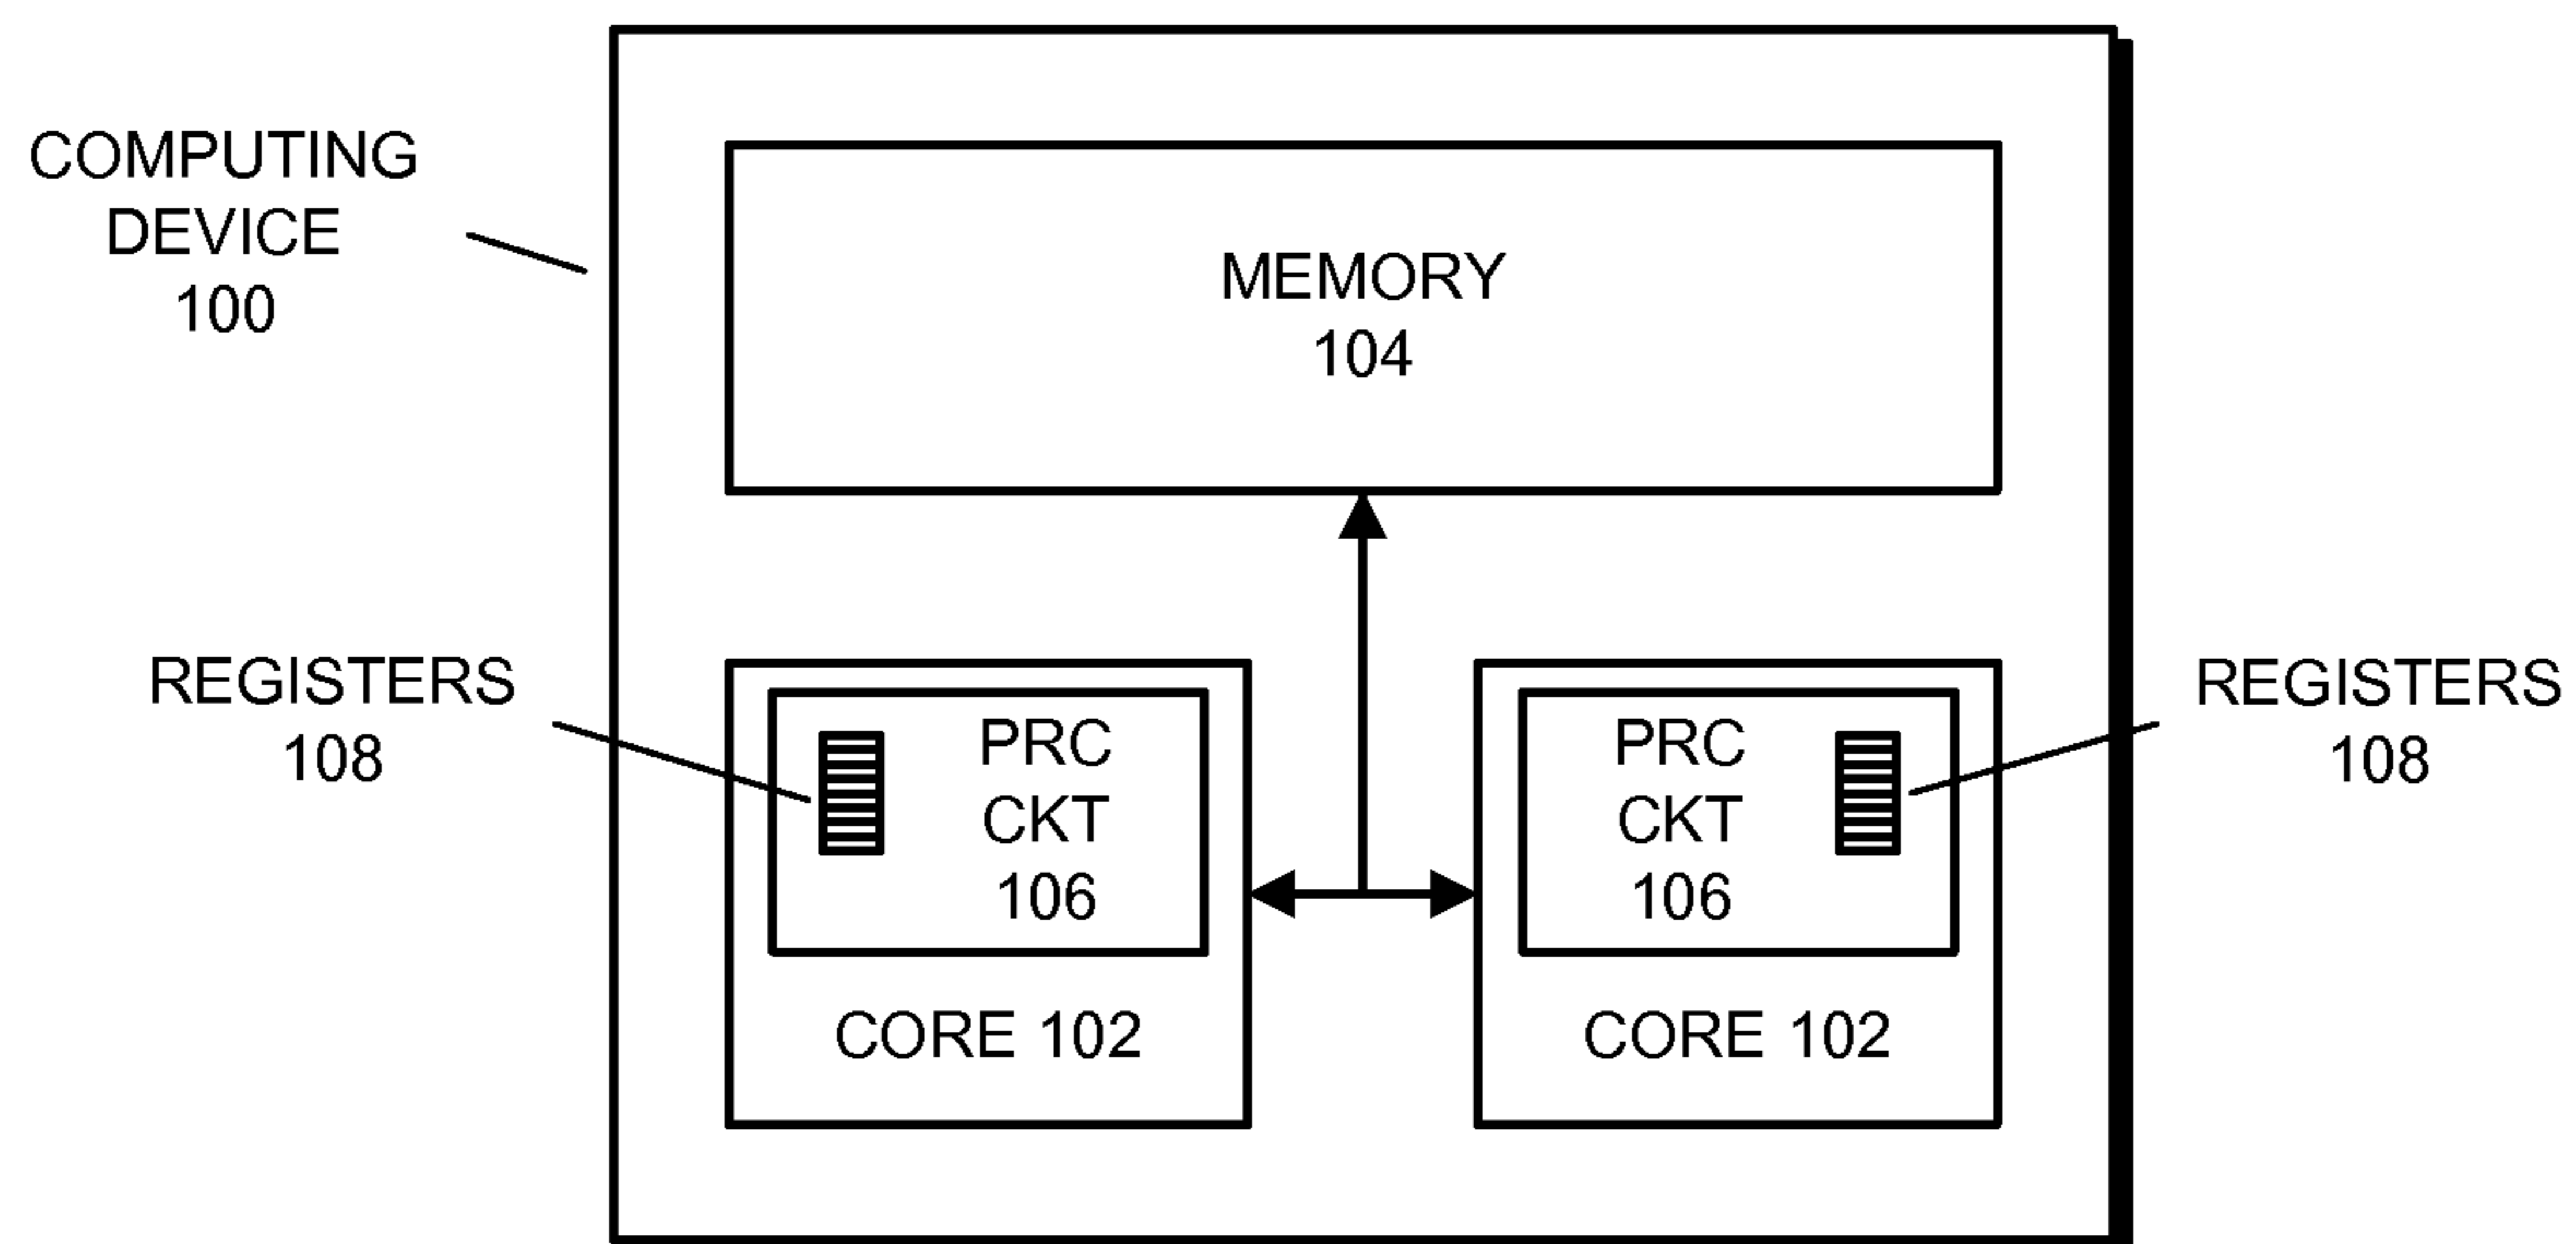 COMPUTING
DEVICE
100
MEMORY
104
REGISTERS
108
PRC
CKT
106
CORE 102
PRC
CKT
106
CORE 102
REGISTERS
108